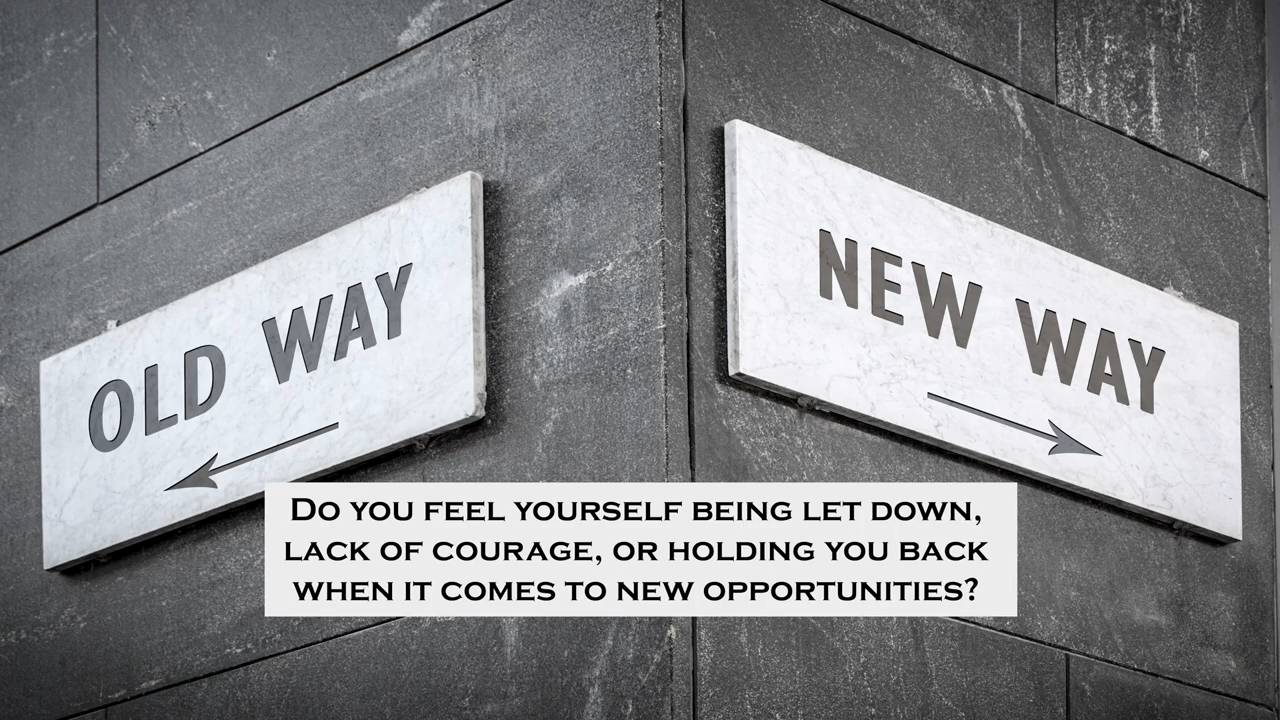 OLD WAY
NEW WAY
DO YOU FEEL YOURSELF BEING LET DOWN,
LACK OF COURAGE, OR HOLDING YOU BACK
WHEN IT COMES TO NEW OPPORTUNITIES?